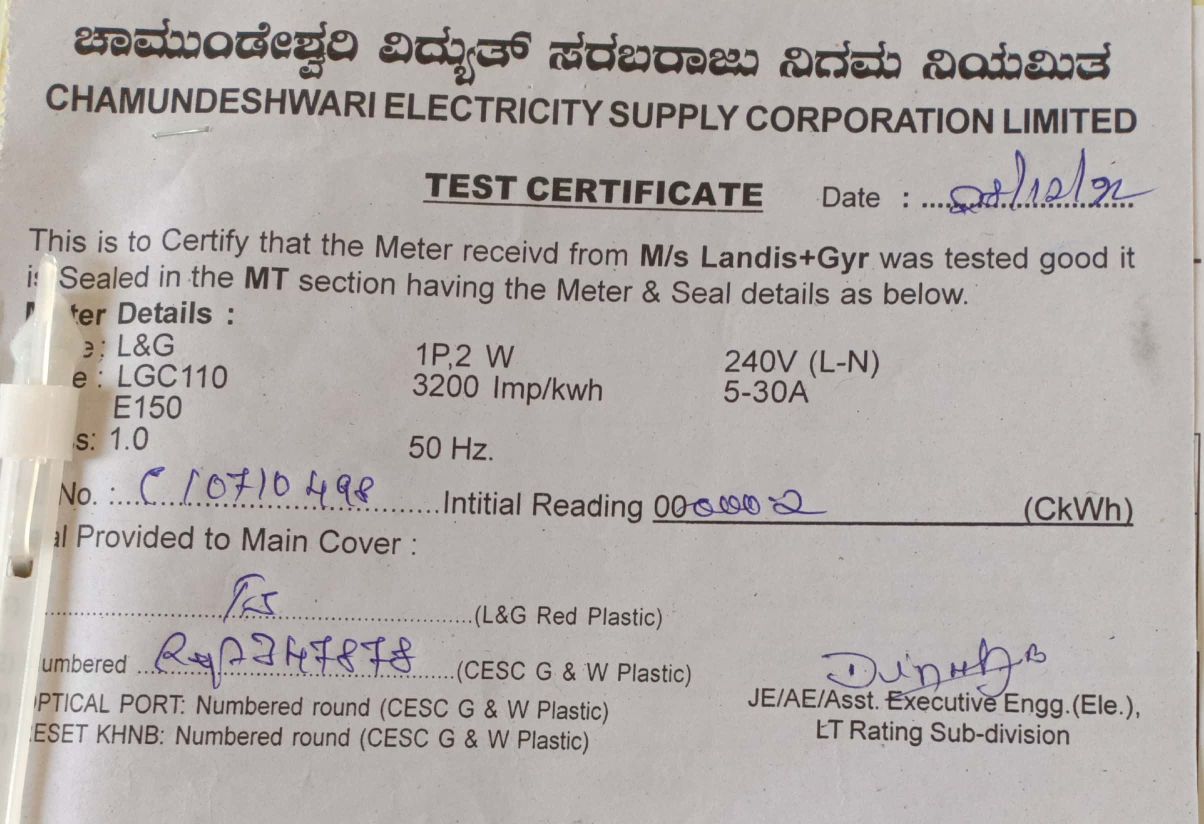 ಚಾಮುಂಡೇಶ್ವರಿ ವಿದ್ಯುತ್ ಸರಬರಾಜು ನಿಗಮ ನಿಯಮಿತ
CHAMUNDESHWARI ELECTRICITY SUPPLY CORPORATION LIMITED
TEST CERTIFICATE Date : /12/
This is to Certify that the Meter receivd from M/s Landis+Gyr was tested good it
is Sealed in the MT section having the Meter & Seal details as below.
ter Details :
e: L&G 1P,2 W 240V (L-N)
e : LGC110 3200 Imp/kwh 5-30A
E150
s: 1.0 50 Hz.
No. : C10710498 Intitial Reading 0000002 (CkWh)
al Provided to Main Cover :
(L&G Red Plastic)
umbered (CESC G & W Plastic)
PTICAL PORT: Numbered round (CESC G & W Plastic) JE/AE/Asst. Executive Engg.(Ele.),
ESET KHNB: Numbered round (CESC G & W Plastic) LT Rating Sub-division